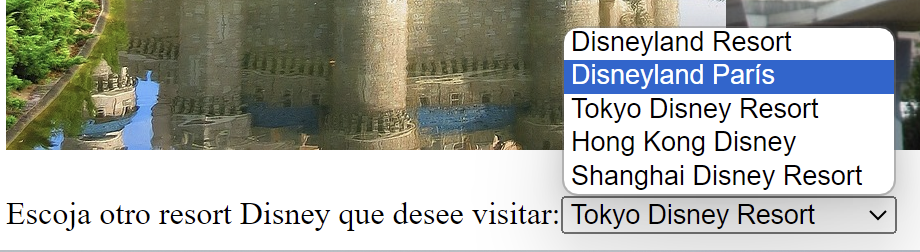 Disneyland Resort
Disneyland París
Tokyo Disney Resort
Hong Kong Disney
Shanghai Disney Resort
Escoja otro resort Disney que desee visitar: Tokyo Disney Resort